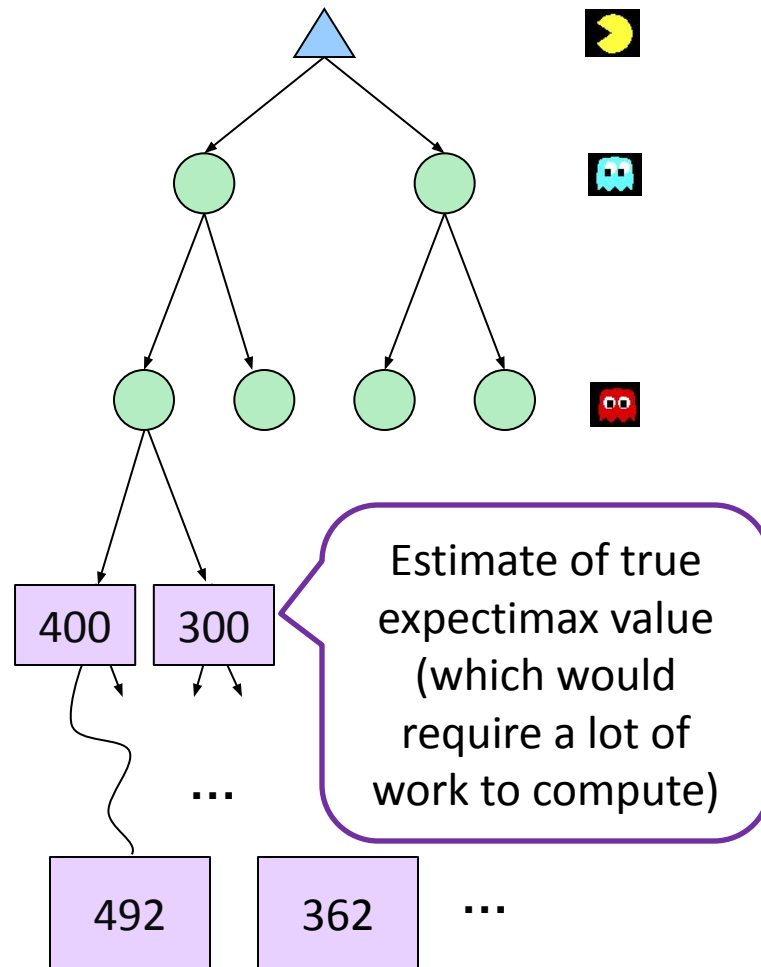 400
300
Estimate of true
expectimax value
(which would
require a lot of
work to compute)
...
492
362
...